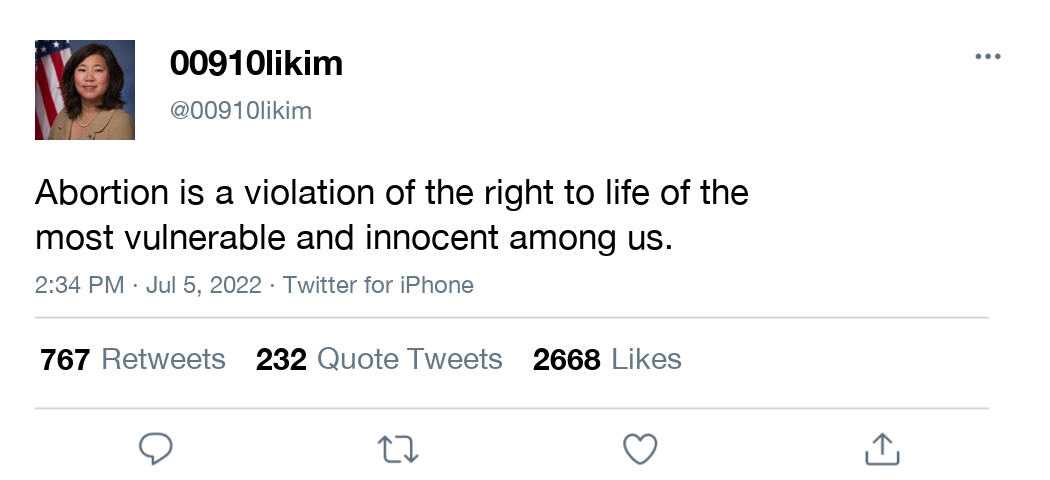 00910likim
@00910likim
Abortion is a violation of the right to life of the
most vulnerable and innocent among us.
2:34 PM · Jul 5, 2022 · Twitter for iPhone
767 Retweets 232 Quote Tweets 2668 Likes